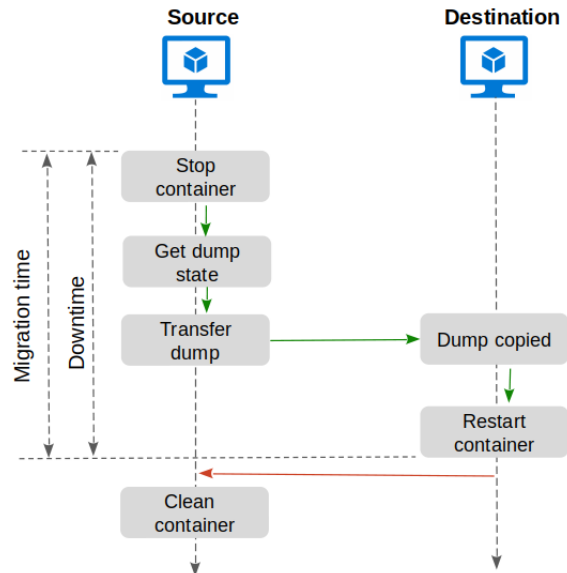 Source
Destination
Stop
container
Get dump
state
Transfer
dump
Dump copied
Restart
container
Clean
container
Migration time
Downtime